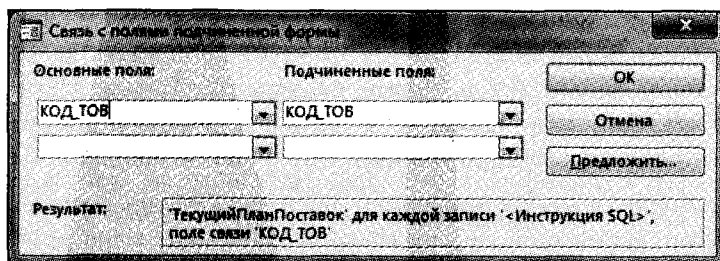 Связь с полями подчиненной формы
Основные поля:
Подчиненные поля:
ОК
КОД_ТОВ
КОД_ТОВ
Отмена
Предложить...
Результат:
'ТекущийПланПоставок' для каждой записи '<Инструкция SQL>',
поле связи 'КОД_ТОВ'